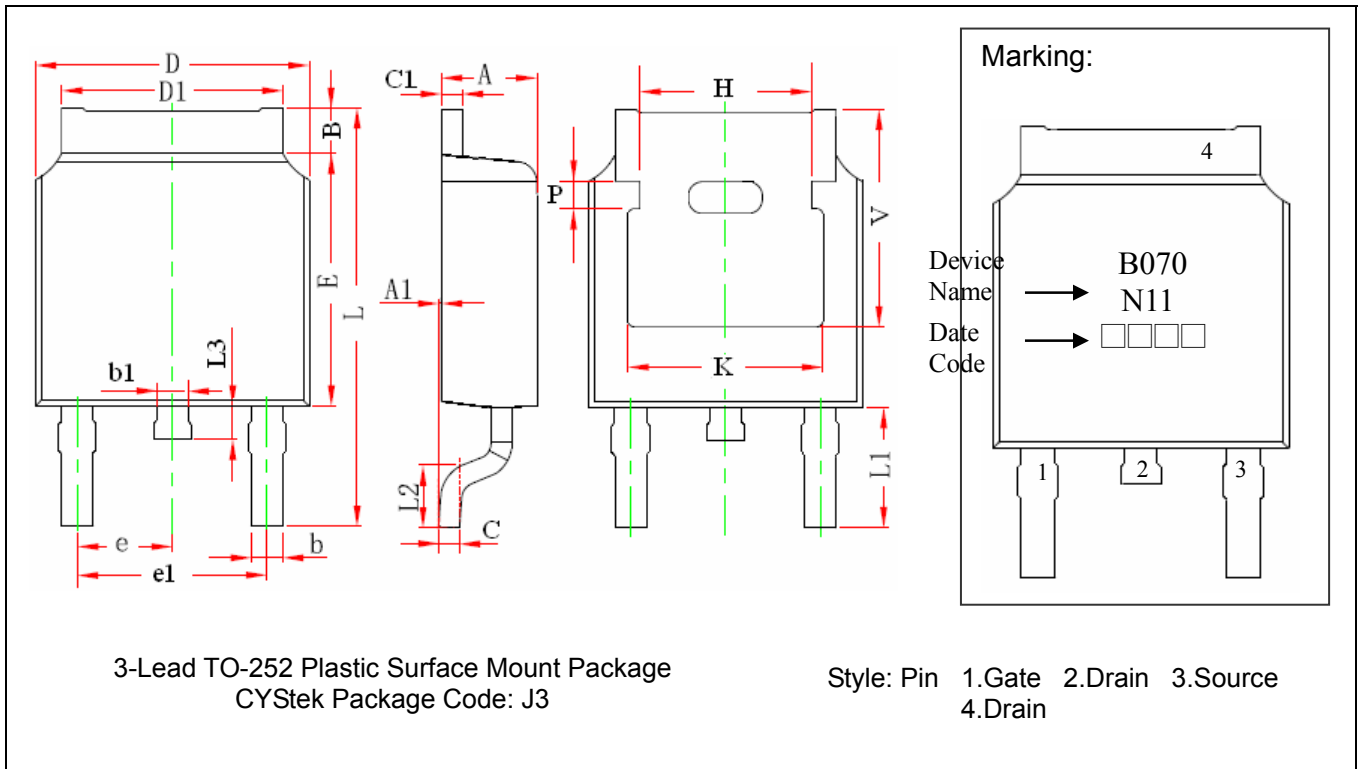 D
D1
B
E
L
L3
b1
e
e1
b
C1
A
A1
L2
C
H
P
V
K
L1
Marking:
4
Device
Name
B070
N11
Date
Code
□□□□
1
2
3
3-Lead TO-252 Plastic Surface Mount Package
CYStek Package Code: J3
Style: Pin 1.Gate 2.Drain 3.Source
4.Drain